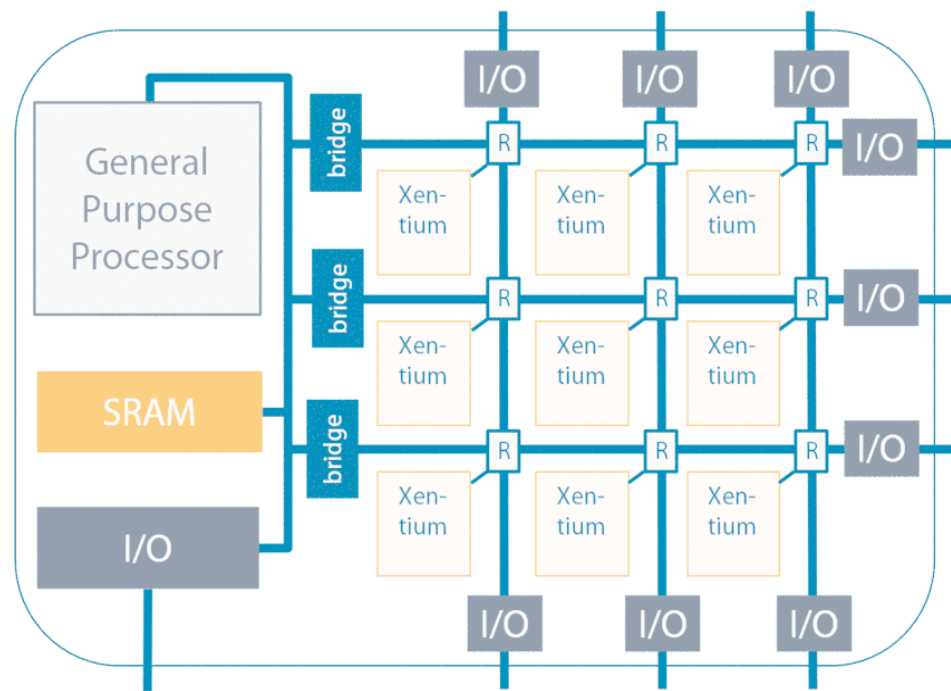 I/O
I/O
I/O
General
Purpose
Processor
bridge
R
R
R
I/O
Xen-
tium
Xen-
tium
Xen-
tium
bridge
R
R
R
I/O
Xen-
tium
Xen-
tium
Xen-
tium
SRAM
bridge
R
R
R
I/O
Xen-
tium
Xen-
tium
Xen-
tium
I/O
I/O
I/O
I/O